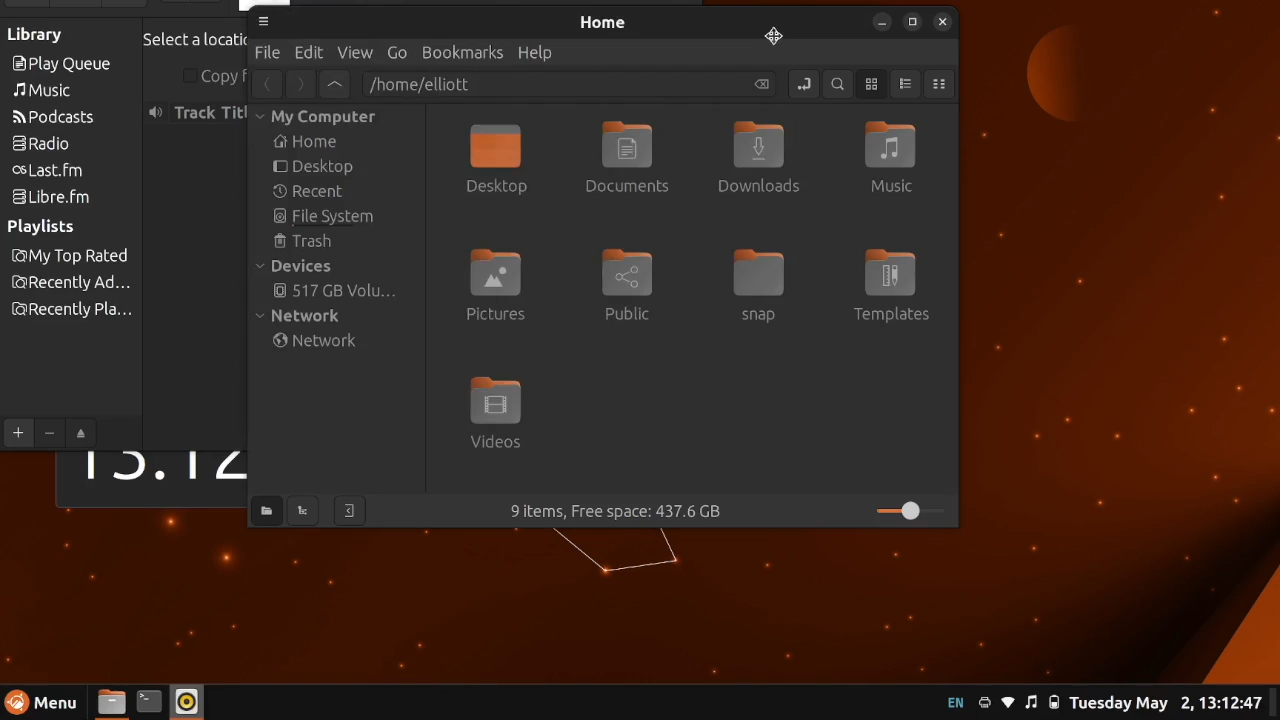 Library
Play Queue
Music
Podcasts
Radio
Last.fm
Libre.fm
Playlists
My Top Rated
Recently Ad...
Recently Pla...
Select a locatio
Copy f
Track Titl
13.12
Home
File Edit View Go Bookmarks Help
/home/elliott
My Computer
Home
Desktop
Recent
File System
Trash
Devices
517 GB Volu...
Network
Network
Desktop Documents Downloads Music
Pictures Public snap Templates
Videos
9 items, Free space: 437.6 GB
Menu
EN
Tuesday May 2, 13:12:47